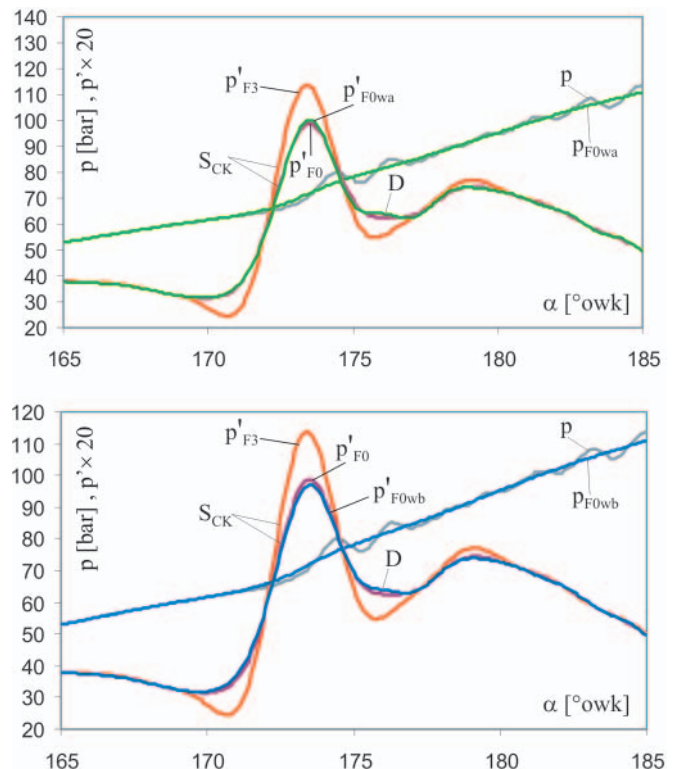 140
130
120
110
100
90
80
70
60
50
40
30
20
p [bar] , p’× 20
p'F3
p'F0wa
p
pF0wa
SCK
p'F0
D
α [°owk]
165 170 175 180 185
120
110
100
90
80
70
60
50
40
30
20
p [bar] , p’× 20
p'F3
p'F0
p
p'F0wb
pF0wb
SCK
D
α [°owk]
165 170 175 180 185